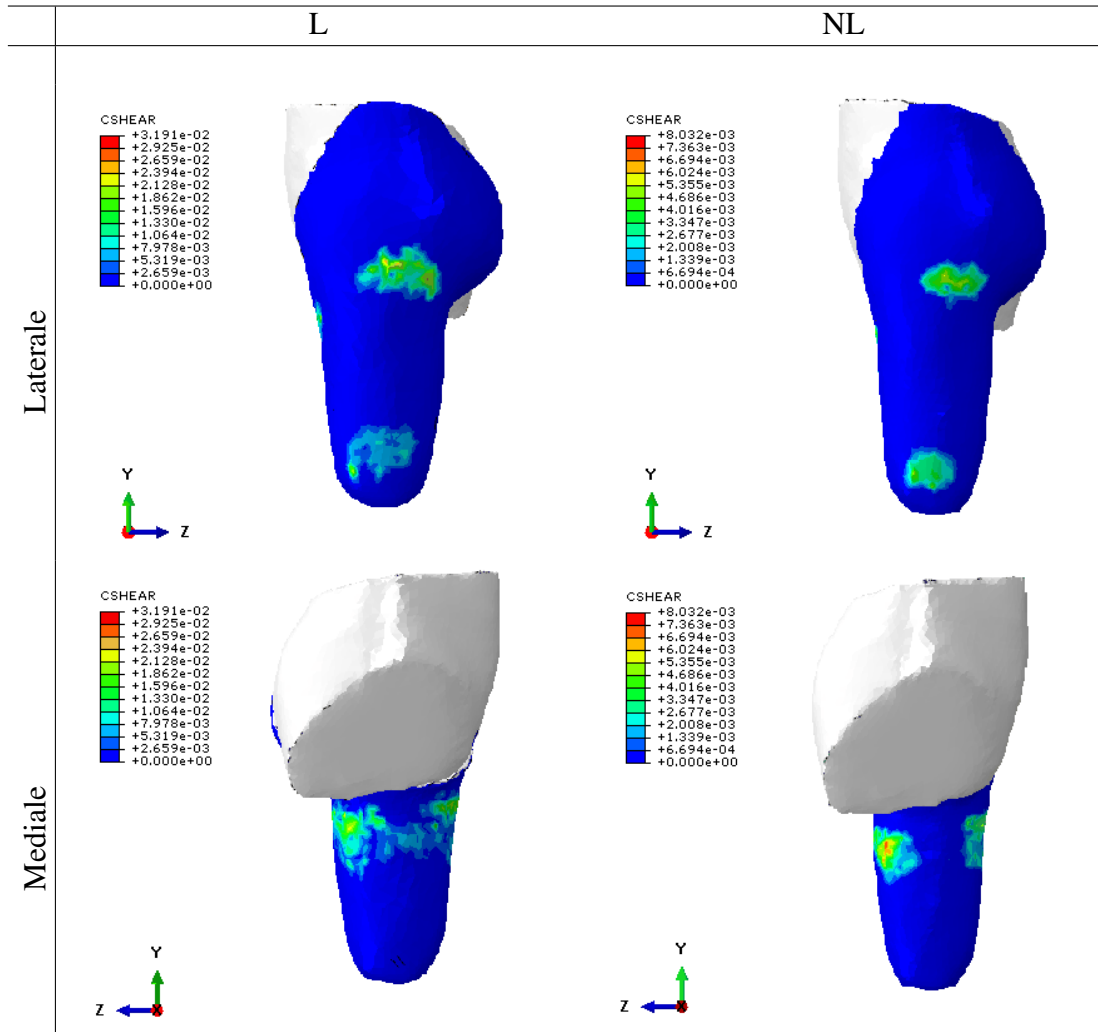 L NL
Laterale
CSHEAR
+3.191e-02
+2.925e-02
+2.659e-02
+2.394e-02
+2.128e-02
+1.862e-02
+1.596e-02
+1.330e-02
+1.064e-02
+7.978e-03
+5.319e-03
+2.659e-03
+0.000e+00
Y
Z
CSHEAR
+8.032e-03
+7.363e-03
+6.694e-03
+6.024e-03
+5.355e-03
+4.686e-03
+4.016e-03
+3.347e-03
+2.677e-03
+2.008e-03
+1.339e-03
+6.694e-04
+0.000e+00
Y
Z
Mediale
CSHEAR
+3.191e-02
+2.925e-02
+2.659e-02
+2.394e-02
+2.128e-02
+1.862e-02
+1.596e-02
+1.330e-02
+1.064e-02
+7.978e-03
+5.319e-03
+2.659e-03
+0.000e+00
Y
Z X
CSHEAR
+8.032e-03
+7.363e-03
+6.694e-03
+6.024e-03
+5.355e-03
+4.686e-03
+4.016e-03
+3.347e-03
+2.677e-03
+2.008e-03
+1.339e-03
+6.694e-04
+0.000e+00
Y
Z X